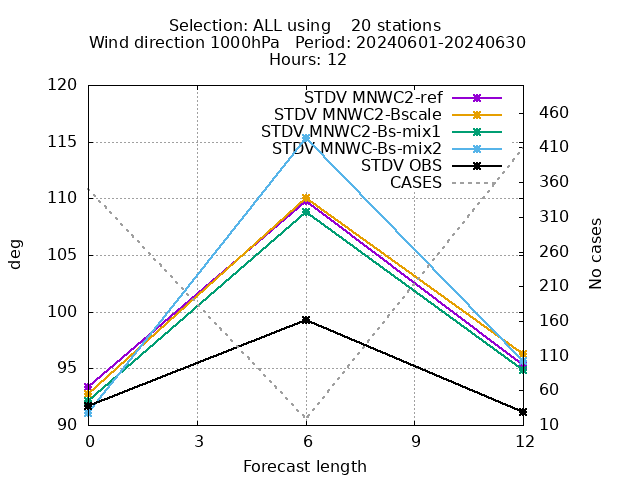 Selection: ALL using    20 stations
Wind direction 1000hPa   Period: 20240601-20240630
Hours: 12
STDV MNWC2-ref
STDV MNWC2-Bscale
STDV MNWC2-Bs-mix1
STDV MNWC-Bs-mix2
STDV OBS
CASES
deg
120
115
110
105
100
95
90
No cases
460
410
360
310
260
210
160
110
60
10
0 3 6 9 12
Forecast length